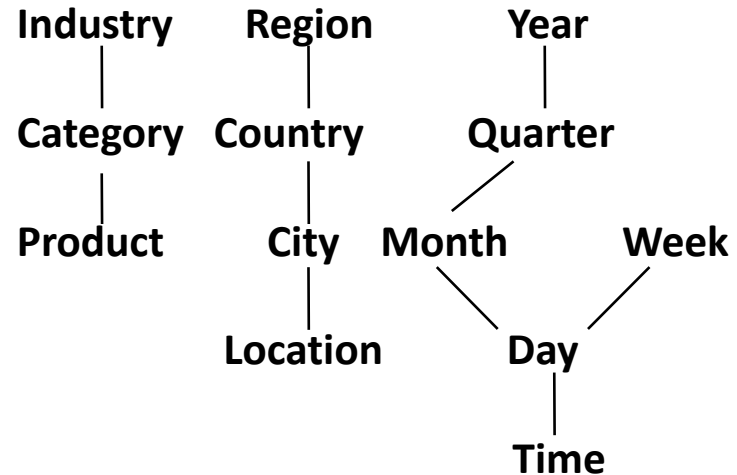 Industry Region Year
Category Country Quarter
Product City Month Week
Location Day
Time